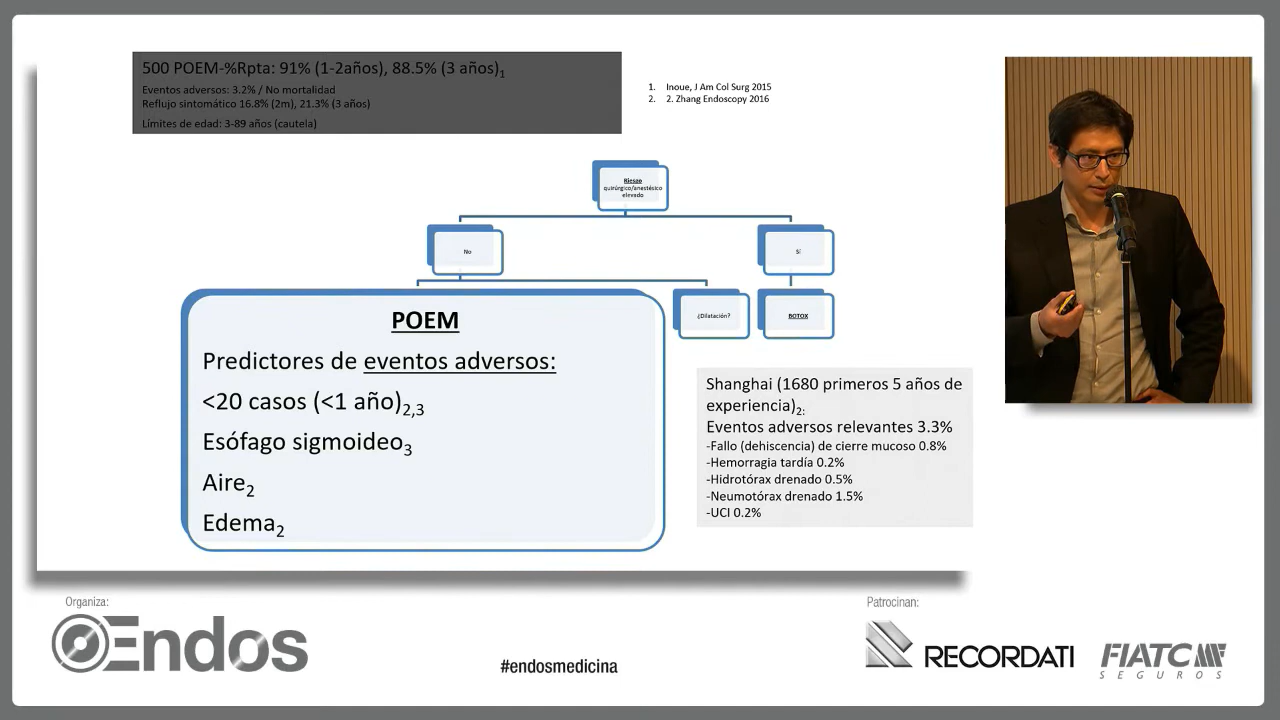 500 POEM-%Rpta: 91% (1-2años), 88.5% (3 años)1
Eventos adversos: 3.2% / No mortalidad
Reflujo sintomático 16.8% (2m), 21.3% (3 años)
Límites de edad: 3-89 años (cautela)
1. Inoue, J Am Col Surg 2015
2. 2. Zhang Endoscopy 2016
Riesgo
quirúrgico/anestésico
elevado
No
SÍ
POEM
Predictores de eventos adversos:
<20 casos (<1 año)2,3
Esófago sigmoideo3
Aire2
Edema2
¿Dilatación?
BOTOX
Shanghai (1680 primeros 5 años de
experiencia)2:
Eventos adversos relevantes 3.3%
-Fallo (dehiscencia) de cierre mucoso 0.8%
-Hemorragia tardía 0.2%
-Hidrotórax drenado 0.5%
-Neumotórax drenado 1.5%
-UCI 0.2%
Organiza:
Endos
#endosmedicina
Patrocinan:
RECORDATI
FIATC
SEGUROS